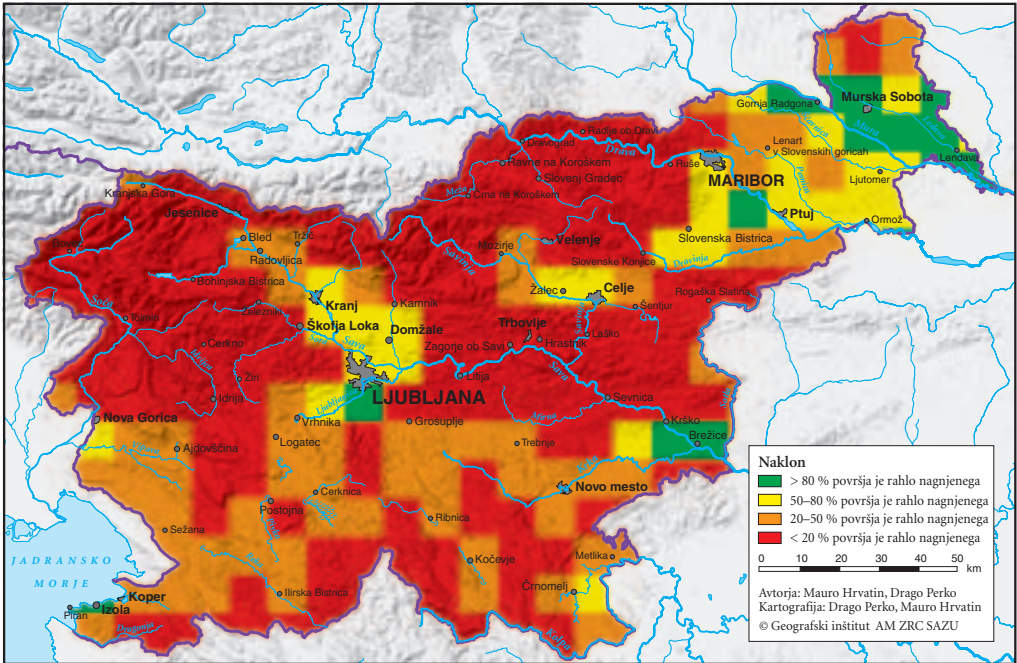 Gornja Radgona
Murska Sobota
Ščavnica
Mura
Ledava
Radlje ob Dravi
Dravograd
Drava
Lenart
v Slovenskih goricah
Ravne na Koroškem
Ruše
Lendava
Slovenj Gradec
MARIBOR
Ljutomer
Kranjska Gora
Meža
Črna na Koroškem
Pesnica
Jesenice
Ptuj
Ormož
Bled
Tržič
Slovenska Bistrica
Bovec
Mozirje
Velenje
Radovljica
Savinja
Slovenske Konjice
Dravinja
Bohinjska Bistrica
Žalec
Celje
Rogaška Slatina
Soča
Kranj
Kamnik
Šentjur
Železniki
Tolmin
Škofja Loka
Domžale
Trbovlje
Savinja
Laško
Sora
Sava
Cerkno
Zagorje ob Savi
Hrastnik
Idrijca
Sava
Žiri
Litija
Idrija
LJUBLJANA
Sevnica
Sotla
Ljubljanica
Nova Gorica
Vrhnika
Grosuplje
Mirna
Krško
Logatec
Trebnje
Brežice
Vipava
Ajdovščina
Krka
Novo mesto
Cerknica
Postojna
Ribnica
Sežana
Pivka
Reka
Kočevje
Metlika
JADRANSKO
MORJE
Ilirska Bistrica
Črnomelj
Koper
Izola
Piran
Dragonja
Kolpa
Naklon
> 80 % površja je rahlo nagnjenega
50–80 % površja je rahlo nagnjenega
20–50 % površja je rahlo nagnjenega
< 20 % površja je rahlo nagnjenega
0 10 20 30 40 50
km
Avtorja: Mauro Hrvatin, Drago Perko
Kartografija: Drago Perko, Mauro Hrvatin
© Geografski inštitut AM ZRC SAZU